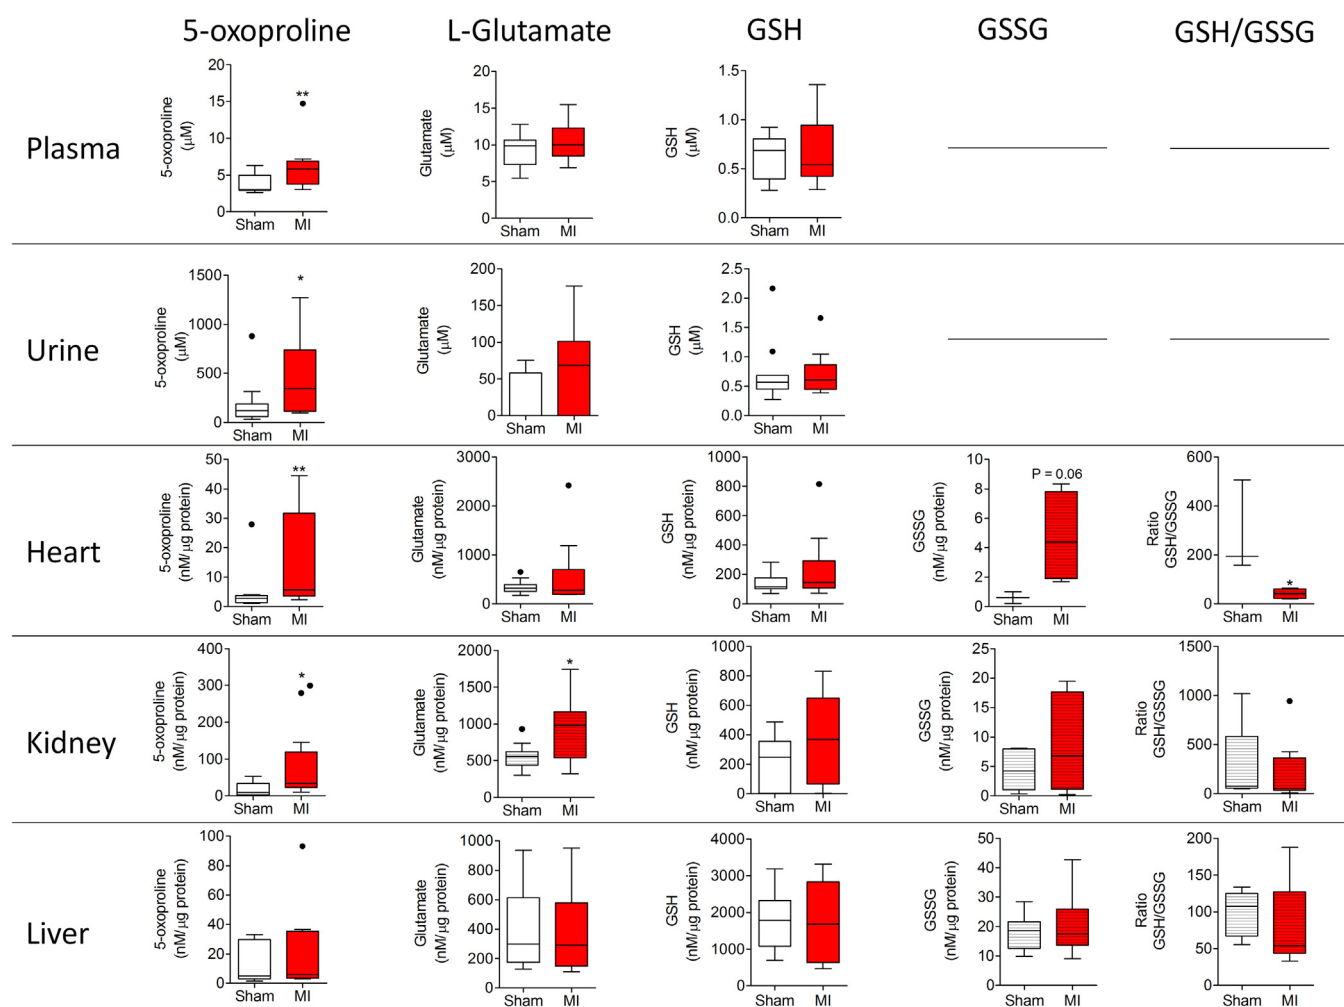 5-oxoproline L-Glutamate GSH GSSG GSH/GSSG
Plasma
5-oxoproline
(μM)
20
15
10
5
0
**
Sham MI
Glutamate
(μM)
20
15
10
5
0
Sham MI
GSH
(μM)
1.5
1.0
0.5
0.0
Sham MI
Urine
5-oxoproline
(μM)
1500
1000
500
0
*
Sham MI
Glutamate
(μM)
200
150
100
50
0
Sham MI
GSH
(μM)
2.5
2.0
1.5
1.0
0.5
0.0
Sham MI
Heart
5-oxoproline
(nM/μg protein)
50
40
30
20
10
0
**
Sham MI
Glutamate
(nM/μg protein)
3000
2000
1000
0
Sham MI
GSH
(nM/μg protein)
1000
800
600
400
200
0
Sham MI
GSSG
(nM/μg protein)
10
8
6
4
2
0
P = 0.06
Sham MI
Ratio
GSH/GSSG
600
400
200
0
*
Sham MI
Kidney
5-oxoproline
(nM/μg protein)
400
300
200
100
0
*
Sham MI
Glutamate
(nM/μg protein)
2000
1500
1000
500
0
*
Sham MI
GSH
(nM/μg protein)
1000
800
600
400
200
0
Sham MI
GSSG
(nM/μg protein)
25
20
15
10
5
0
Sham MI
Ratio
GSH/GSSG
1500
1000
500
0
Sham MI
Liver
5-oxoproline
(nM/μg protein)
100
80
60
40
20
0
Sham MI
Glutamate
(nM/μg protein)
1000
800
600
400
200
0
Sham MI
GSH
(nM/μg protein)
4000
3000
2000
1000
0
Sham MI
GSSG
(nM/μg protein)
50
40
30
20
10
0
Sham MI
Ratio
GSH/GSSG
200
150
100
50
0
Sham MI